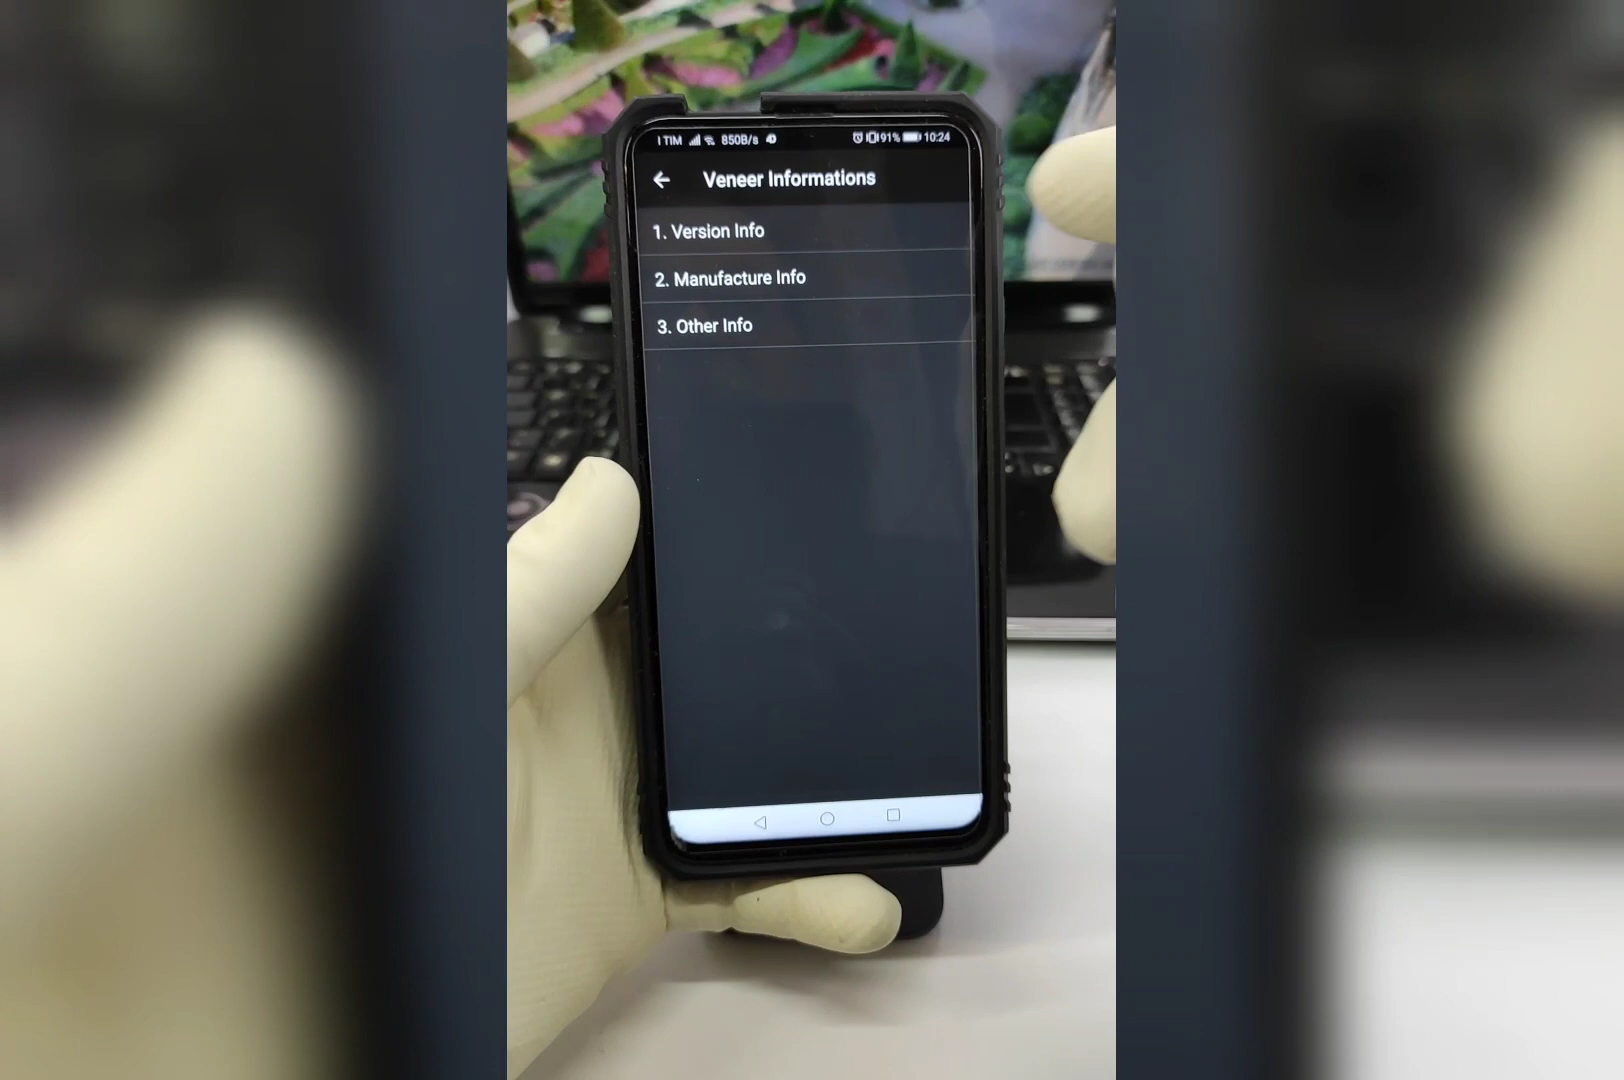 I TIM 850B/s 91% 10:24
Veneer Informations
1. Version Info
2. Manufacture Info
3. Other Info